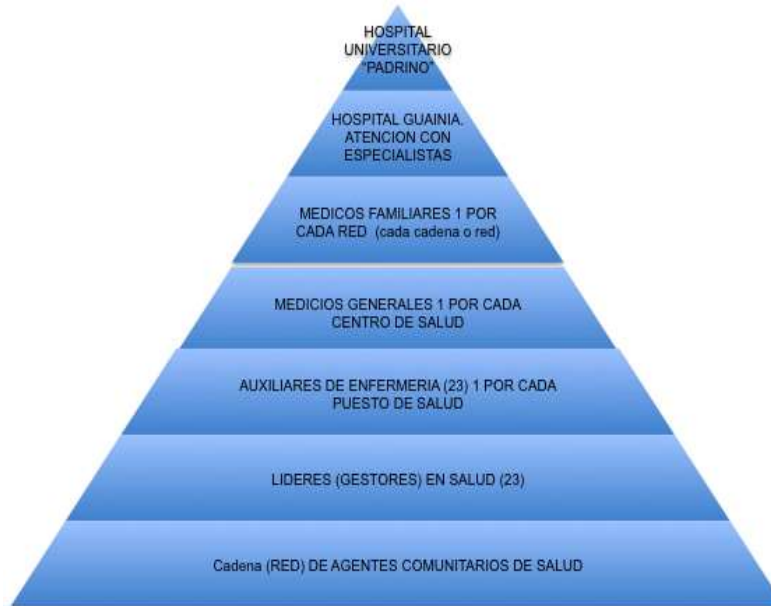 HOSPITAL
UNIVERSITARIO
“PADRINO”
HOSPITAL GUAINIA.
ATENCION CON
ESPECIALISTAS
MEDICOS FAMILIARES 1 POR
CADA RED (cada cadena o red)
MEDICIOS GENERALES 1 POR CADA
CENTRO DE SALUD
AUXILIARES DE ENFERMERIA (23) 1 POR CADA
PUESTO DE SALUD
LIDERES (GESTORES) EN SALUD (23)
Cadena (RED) DE AGENTES COMUNITARIOS DE SALUD